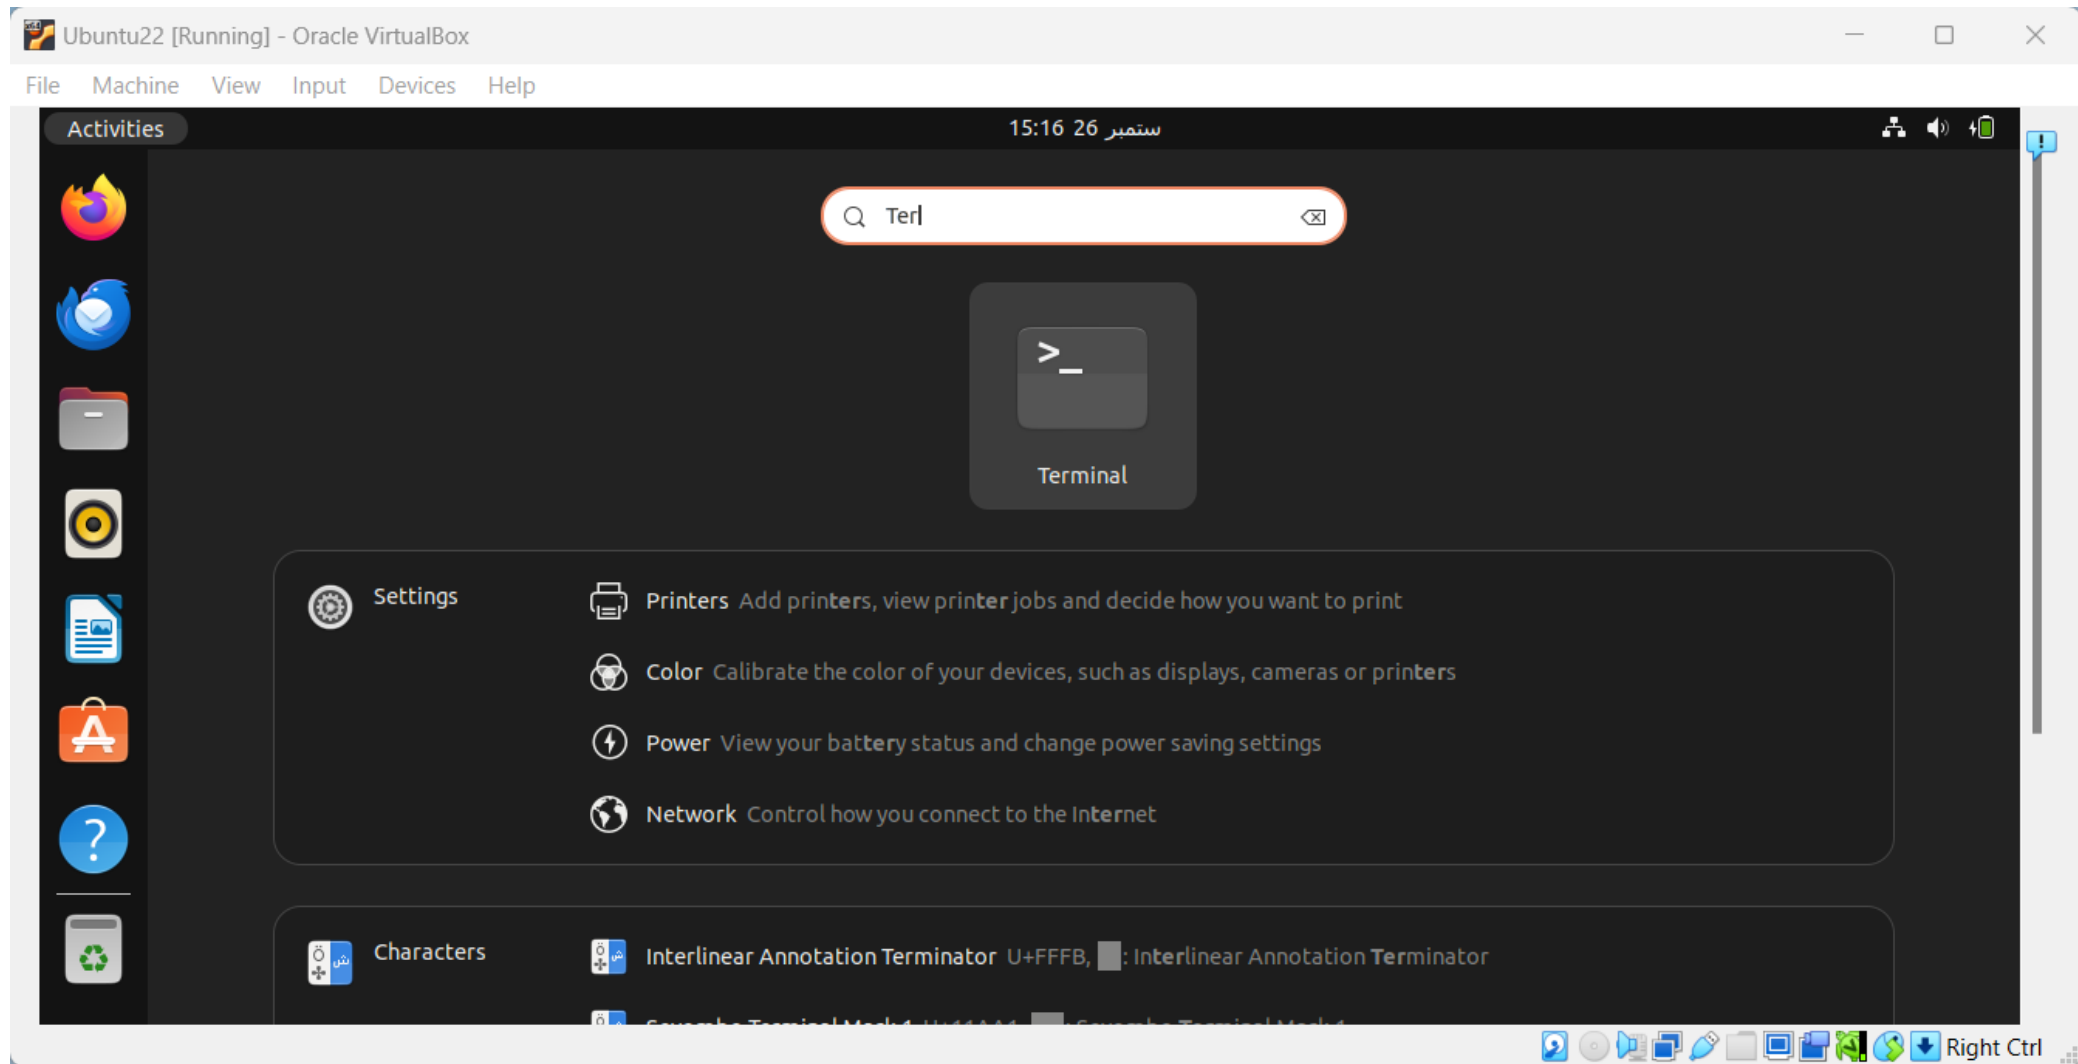 Ubuntu22 [Running] - Oracle VirtualBox
File Machine View Input Devices Help
Activities
15:16 26 ستمبر
Ter
>_
Terminal
Settings
Printers Add printers, view printer jobs and decide how you want to print
Color Calibrate the color of your devices, such as displays, cameras or printers
Power View your battery status and change power saving settings
Network Control how you connect to the Internet
Characters
Interlinear Annotation Terminator U+FFFB, : Interlinear Annotation Terminator
Right Ctrl